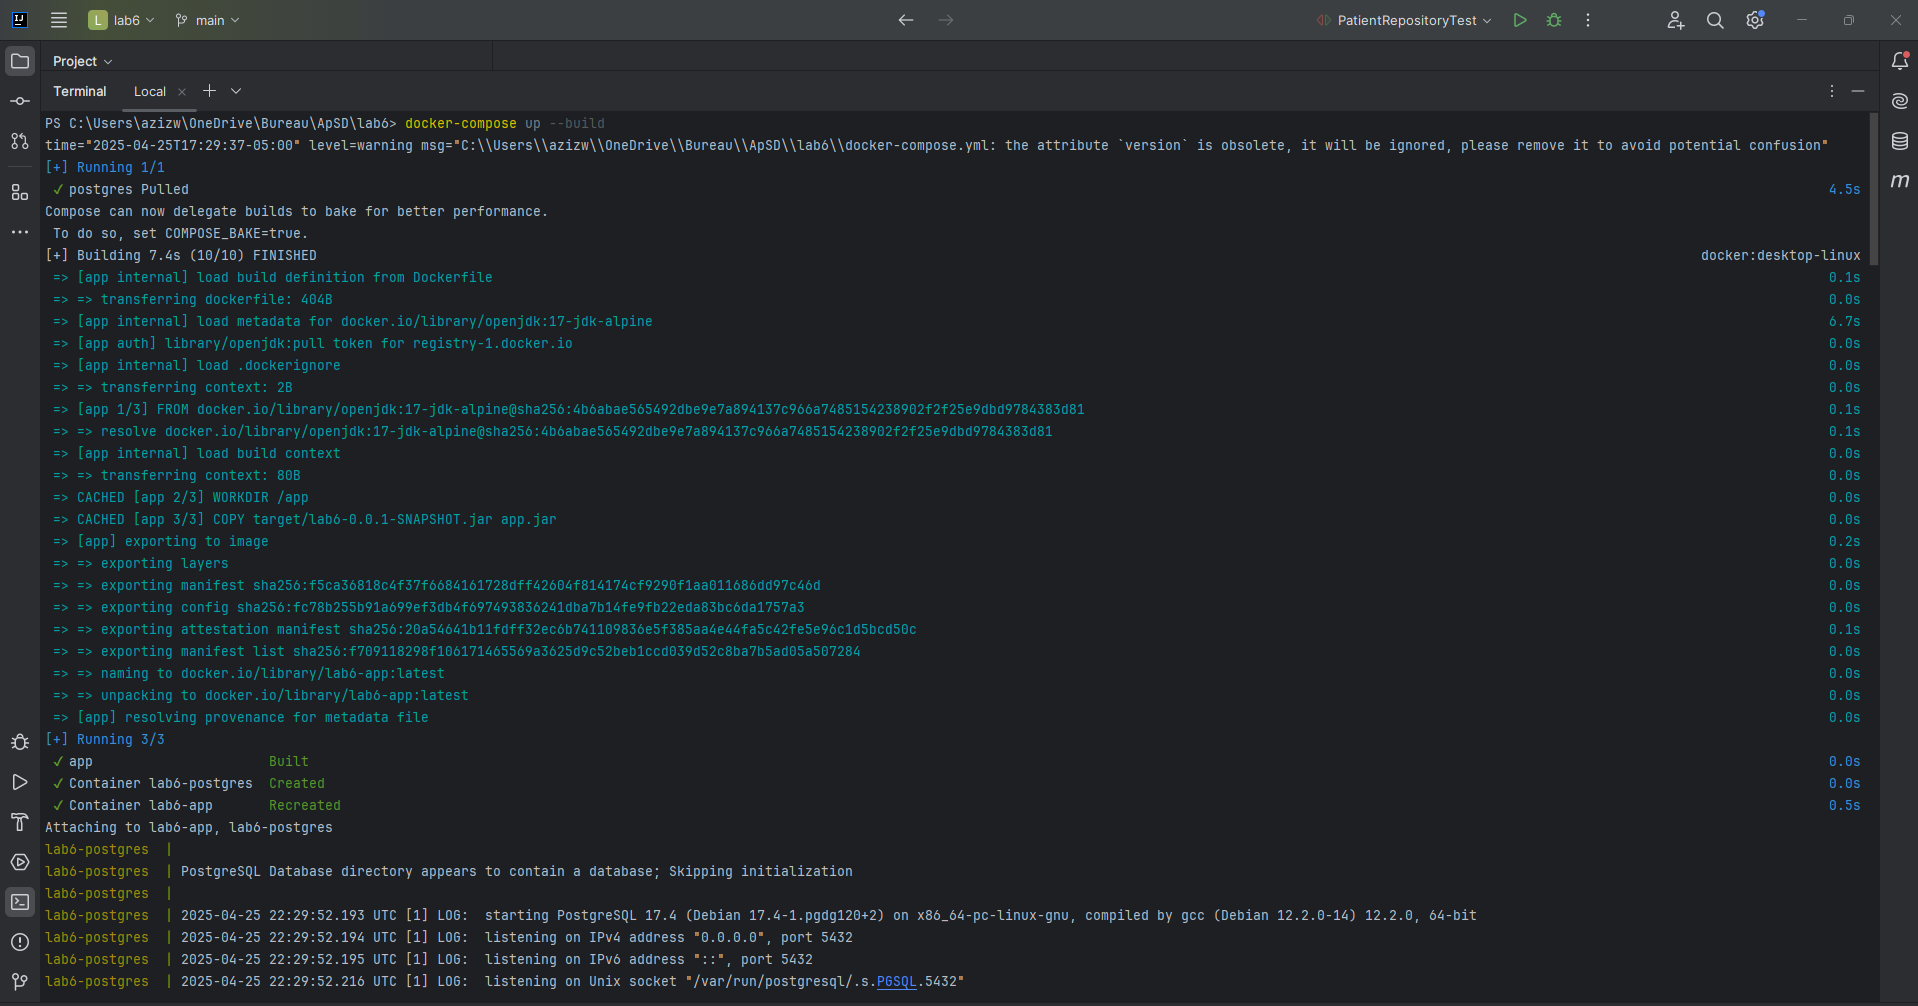 L lab6 main PatientRepositoryTest
Project
Terminal Local
PS C:\Users\azizw\OneDrive\Bureau\ApSD\lab6> docker-compose up --build
time="2025-04-25T17:29:37-05:00" level=warning msg="C:\\Users\\azizw\\OneDrive\\Bureau\\ApSD\\lab6\\docker-compose.yml: the attribute `version` is obsolete, it will be ignored, please remove it to avoid potential confusion"
[+] Running 1/1
✓ postgres Pulled 4.5s
Compose can now delegate builds to bake for better performance.
To do so, set COMPOSE_BAKE=true.
[+] Building 7.4s (10/10) FINISHED docker:desktop-linux
=> [app internal] load build definition from Dockerfile 0.1s
=> => transferring dockerfile: 404B 0.0s
=> [app internal] load metadata for docker.io/library/openjdk:17-jdk-alpine 6.7s
=> [app auth] library/openjdk:pull token for registry-1.docker.io 0.0s
=> [app internal] load .dockerignore 0.0s
=> => transferring context: 2B 0.0s
=> [app 1/3] FROM docker.io/library/openjdk:17-jdk-alpine@sha256:4b6abae565492dbe9e7a894137c966a7485154238902f2f25e9dbd9784383d81 0.1s
=> => resolve docker.io/library/openjdk:17-jdk-alpine@sha256:4b6abae565492dbe9e7a894137c966a7485154238902f2f25e9dbd9784383d81 0.1s
=> [app internal] load build context 0.0s
=> => transferring context: 80B 0.0s
=> CACHED [app 2/3] WORKDIR /app 0.0s
=> CACHED [app 3/3] COPY target/lab6-0.0.1-SNAPSHOT.jar app.jar 0.0s
=> [app] exporting to image 0.2s
=> => exporting layers 0.0s
=> => exporting manifest sha256:f5ca36818c4f37f6684161728dff42604f814174cf9290f1aa011686dd97c46d 0.0s
=> => exporting config sha256:fc78b255b91a699ef3db4f697493836241dba7b14fe9fb22eda83bc6da1757a3 0.0s
=> => exporting attestation manifest sha256:20a54641b11fdff32ec6b741109836e5f385aa4e44fa5c42fe5e96c1d5bcd50c 0.1s
=> => exporting manifest list sha256:f709118298f106171465569a3625d9c52beb1ccd039d52c8ba7b5ad05a507284 0.0s
=> => naming to docker.io/library/lab6-app:latest 0.0s
=> => unpacking to docker.io/library/lab6-app:latest 0.0s
=> [app] resolving provenance for metadata file 0.0s
[+] Running 3/3
✓ app Built 0.0s
✓ Container lab6-postgres Created 0.0s
✓ Container lab6-app Recreated 0.5s
Attaching to lab6-app, lab6-postgres
lab6-postgres |
lab6-postgres | PostgreSQL Database directory appears to contain a database; Skipping initialization
lab6-postgres |
lab6-postgres | 2025-04-25 22:29:52.193 UTC [1] LOG: starting PostgreSQL 17.4 (Debian 17.4-1.pgdg120+2) on x86_64-pc-linux-gnu, compiled by gcc (Debian 12.2.0-14) 12.2.0, 64-bit
lab6-postgres | 2025-04-25 22:29:52.194 UTC [1] LOG: listening on IPv4 address "0.0.0.0", port 5432
lab6-postgres | 2025-04-25 22:29:52.195 UTC [1] LOG: listening on IPv6 address "::", port 5432
lab6-postgres | 2025-04-25 22:29:52.216 UTC [1] LOG: listening on Unix socket "/var/run/postgresql/.s.PGSQL.5432"